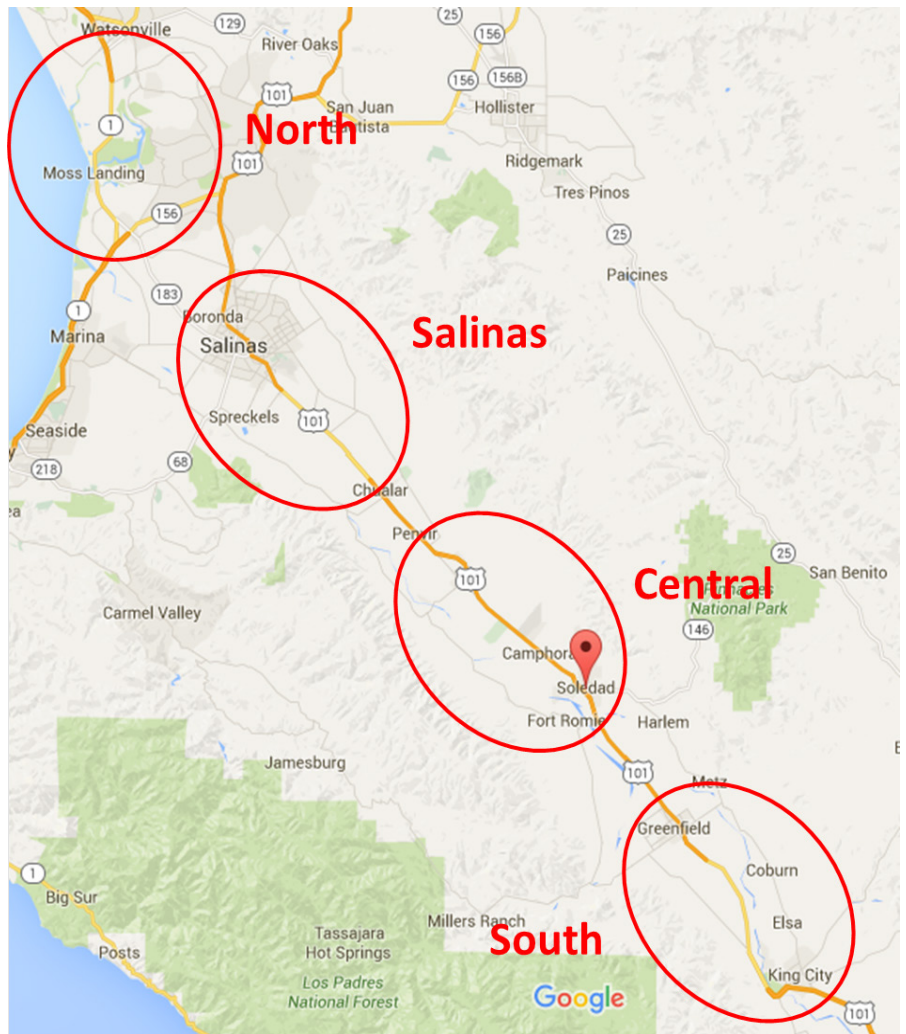 Watsonville
129
25
River Oaks
156
156
156B
101
San Juan
Bautista
Hollister
1
North
101
Ridgemark
Moss Landing
Tres Pinos
156
25
183
Paicines
1
Boronda
Marina
Salinas
Salinas
Spreckels
101
Seaside
218
68
Chualar
25
Central
San Benito
101
Pinnacles
National Park
Carmel Valley
146
Camphora
Soledad
Fort Romie
Harlem
Jamesburg
101
Metz
Greenfield
1
Coburn
Big Sur
Millers Ranch
Elsa
Tassajara
Hot Springs
South
Posts
King City
Los Padres
National Forest
Google
101